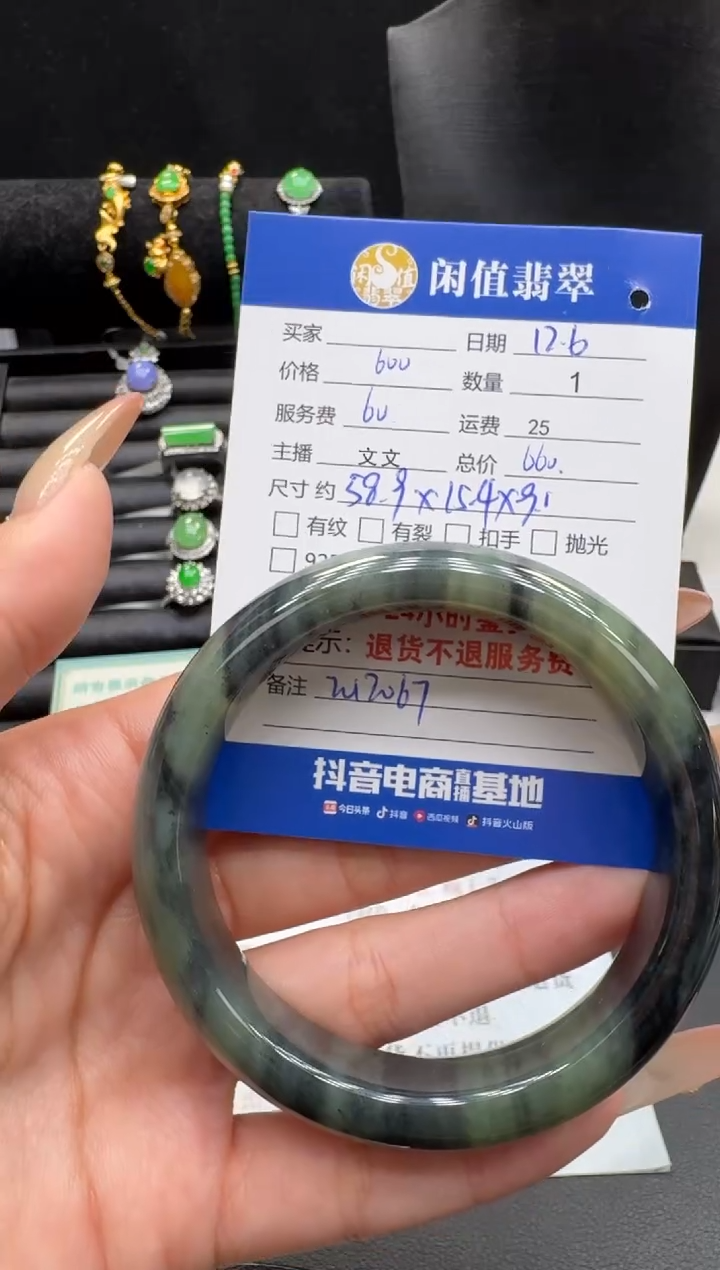 闲值翡翠
买家 日期 12.6
价格 600 数量 1
服务费 60 运费 25
主播 文文 总价 660.
尺寸 约 58.9x15.4x9.1
有纹 有裂 扣手 抛光
示：退货不退服务费
备注
抖音电商直播基地
今日头条 抖音 西瓜视频 抖音火山版